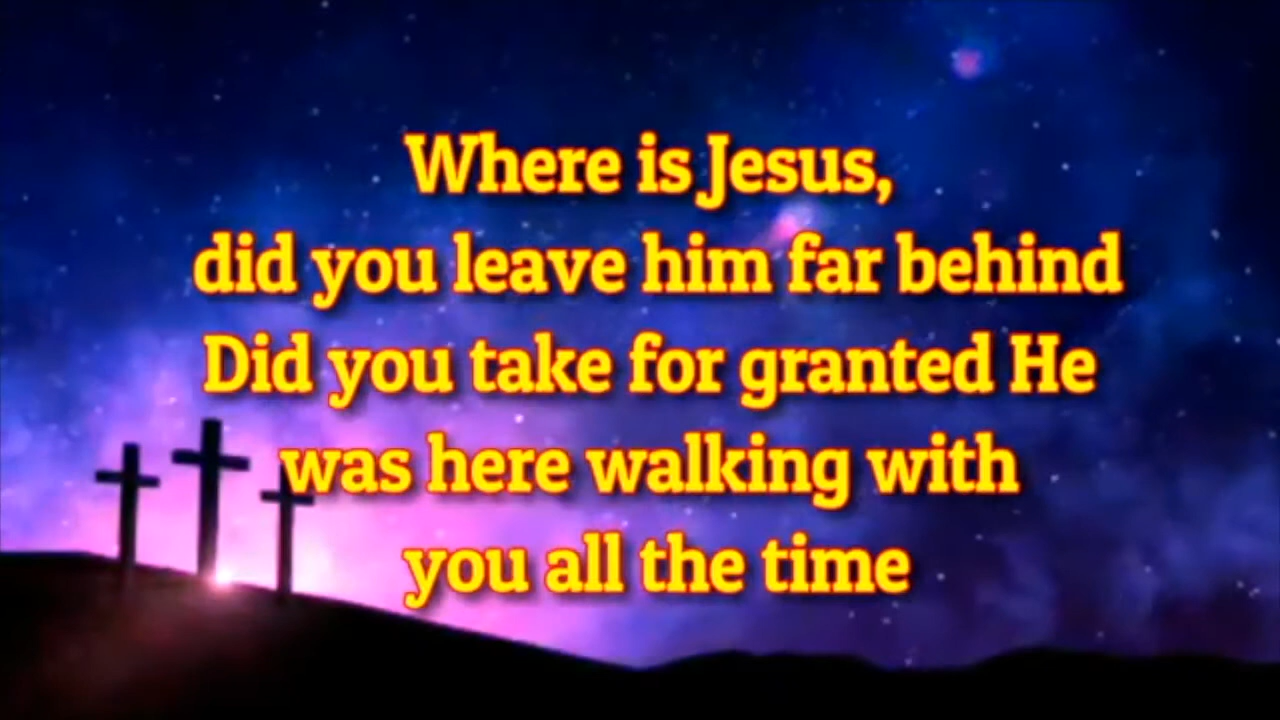 Where is Jesus,
did you leave him far behind
Did you take for granted He
was here walking with
you all the time